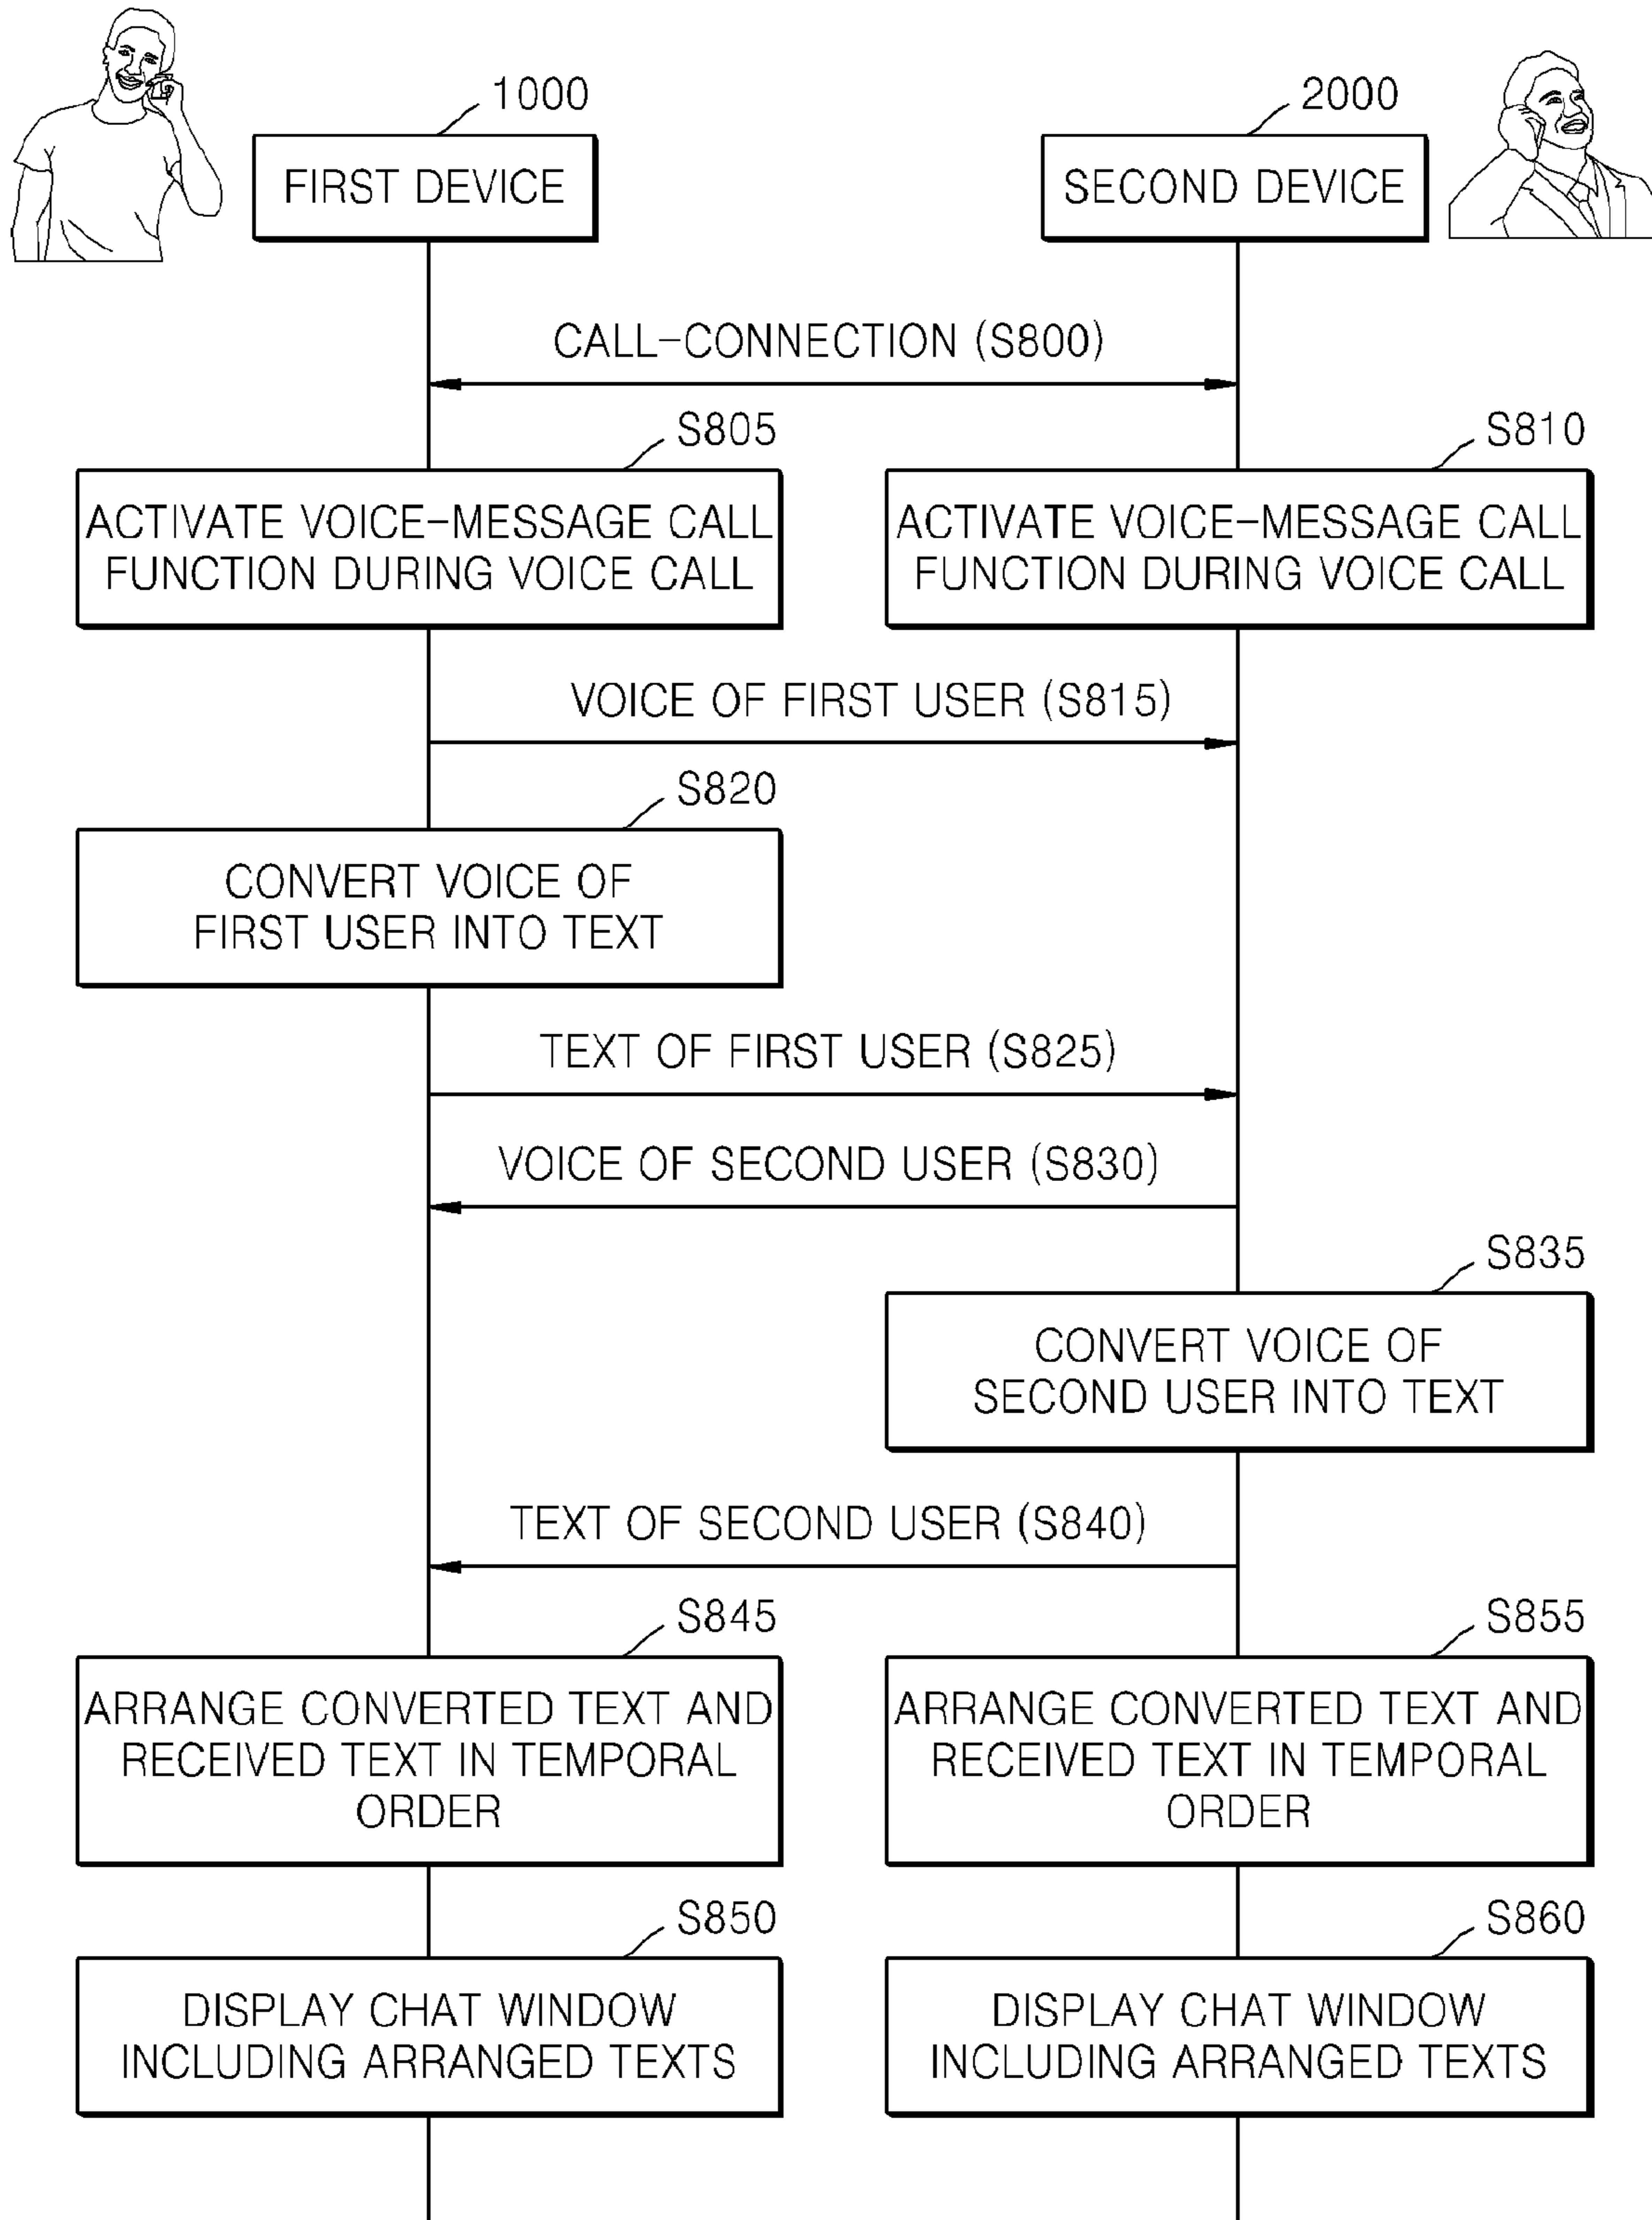 1000
2000
FIRST DEVICE
SECOND DEVICE
CALL-CONNECTION (S800)
S805
S810
ACTIVATE VOICE-MESSAGE CALL
FUNCTION DURING VOICE CALL
ACTIVATE VOICE-MESSAGE CALL
FUNCTION DURING VOICE CALL
VOICE OF FIRST USER (S815)
S820
CONVERT VOICE OF
FIRST USER INTO TEXT
TEXT OF FIRST USER (S825)
VOICE OF SECOND USER (S830)
S835
CONVERT VOICE OF
SECOND USER INTO TEXT
TEXT OF SECOND USER (S840)
S845
S855
ARRANGE CONVERTED TEXT AND
RECEIVED TEXT IN TEMPORAL
ORDER
ARRANGE CONVERTED TEXT AND
RECEIVED TEXT IN TEMPORAL
ORDER
S850
S860
DISPLAY CHAT WINDOW
INCLUDING ARRANGED TEXTS
DISPLAY CHAT WINDOW
INCLUDING ARRANGED TEXTS